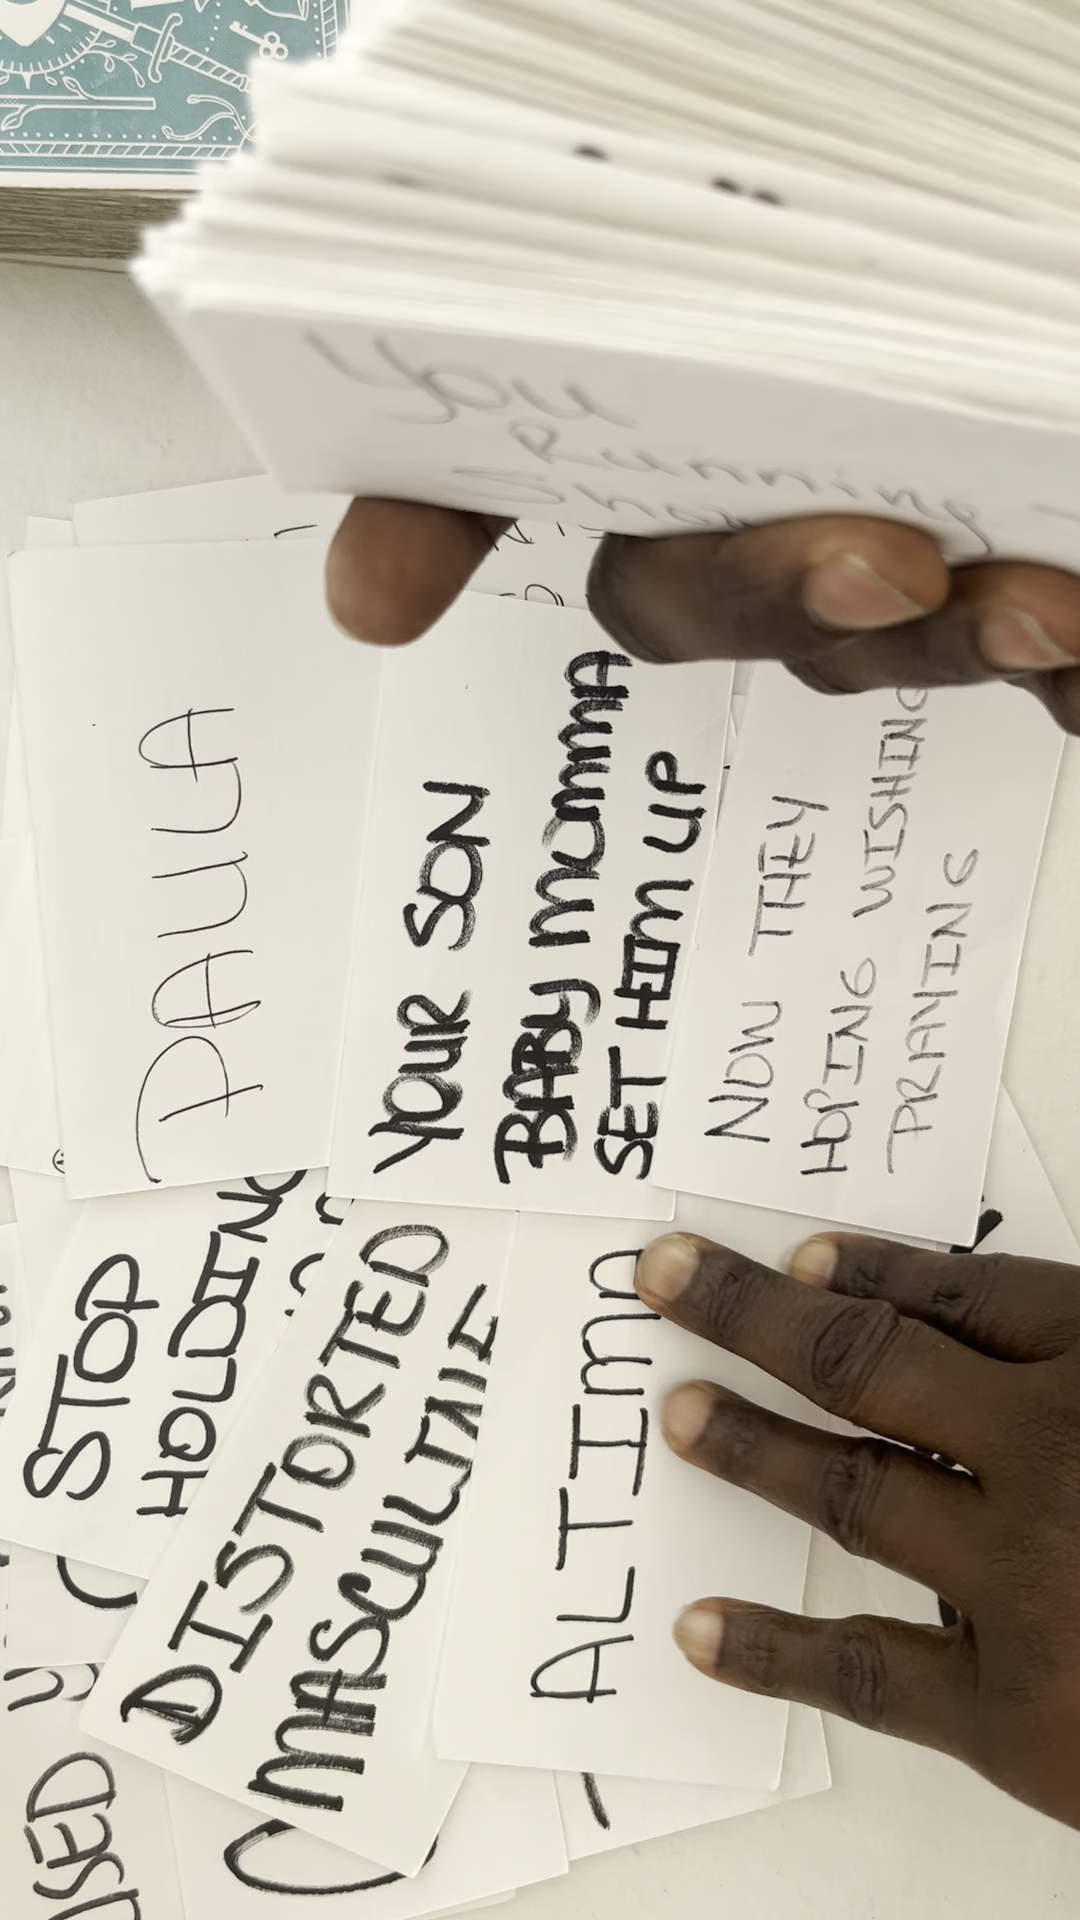 You
Running
PAULA
YOUR SON
BABY MUMMA
SET HIM UP
NOW THEY
HOPING WISHING
PRAYING
STOP
HOLDING
DISTORTED
MASCULINE
ALTIMA